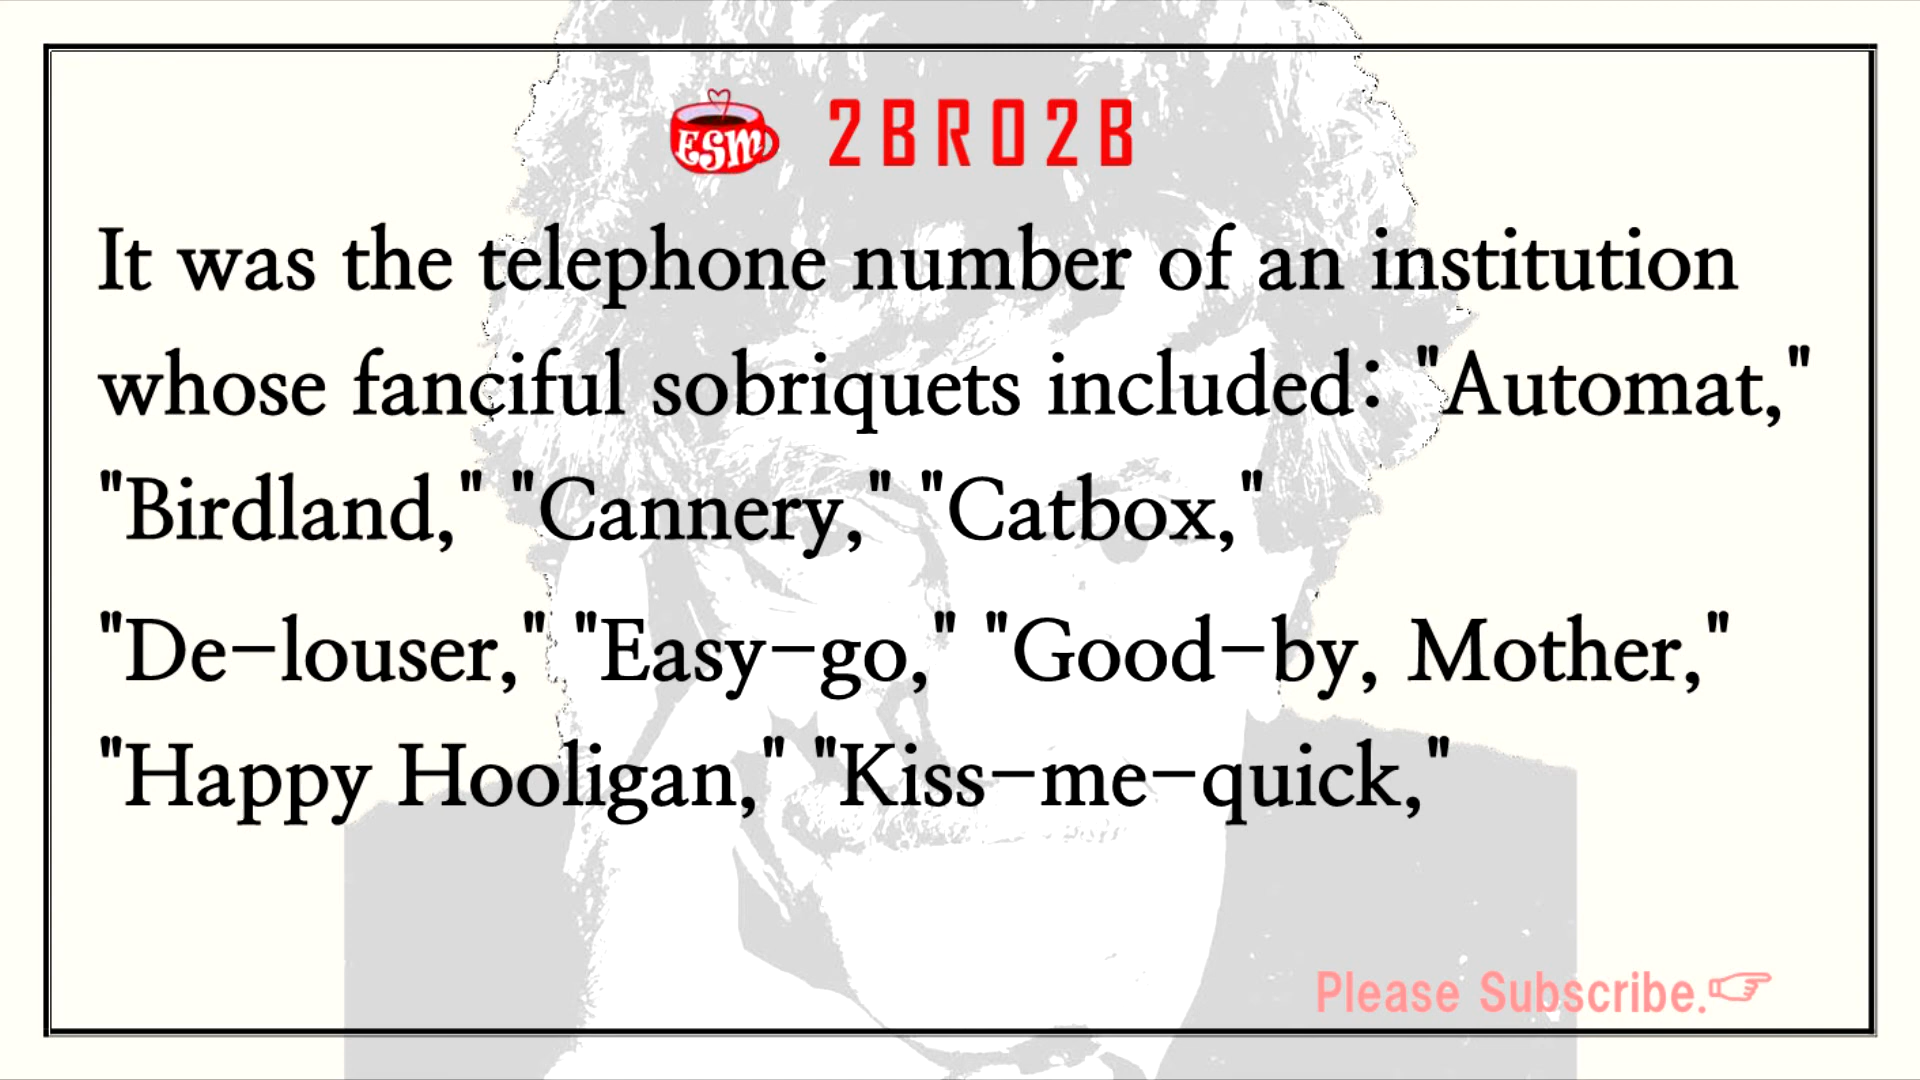 ESM 2BR02B
It was the telephone number of an institution
whose fanciful sobriquets included: "Automat,"
"Birdland," "Cannery," "Catbox,"
"De-louser," "Easy-go," "Good-by, Mother,"
"Happy Hooligan," "Kiss-me-quick,"
Please Subscribe.☞